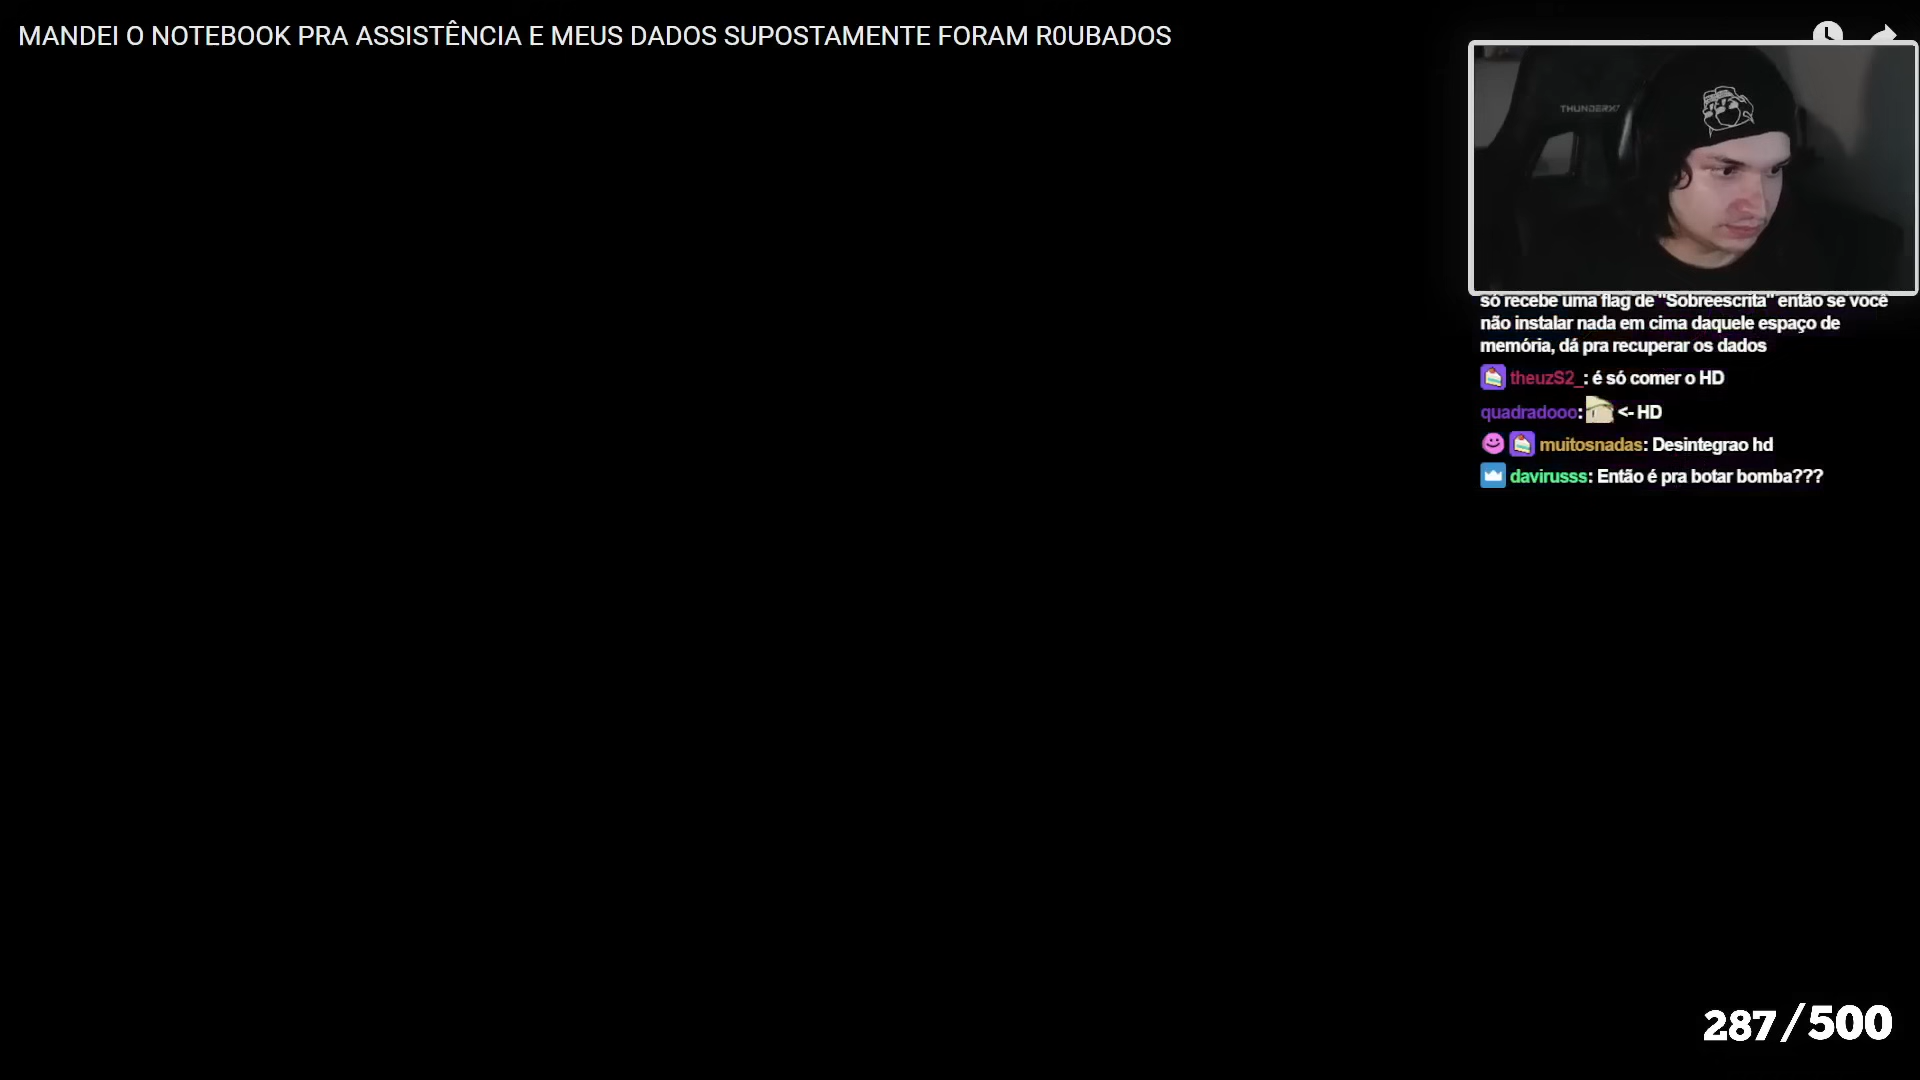 MANDEI O NOTEBOOK PRA ASSISTÊNCIA E MEUS DADOS SUPOSTAMENTE FORAM R0UBADOS
só recebe uma flag de "Sobreescrita" então se você
não instalar nada em cima daquele espaço de
memória, dá pra recuperar os dados
theuzS2_: é só comer o HD
quadradooo: <- HD
muitosnadas: Desintegrao hd
davirusss: Então é pra botar bomba???
287/500